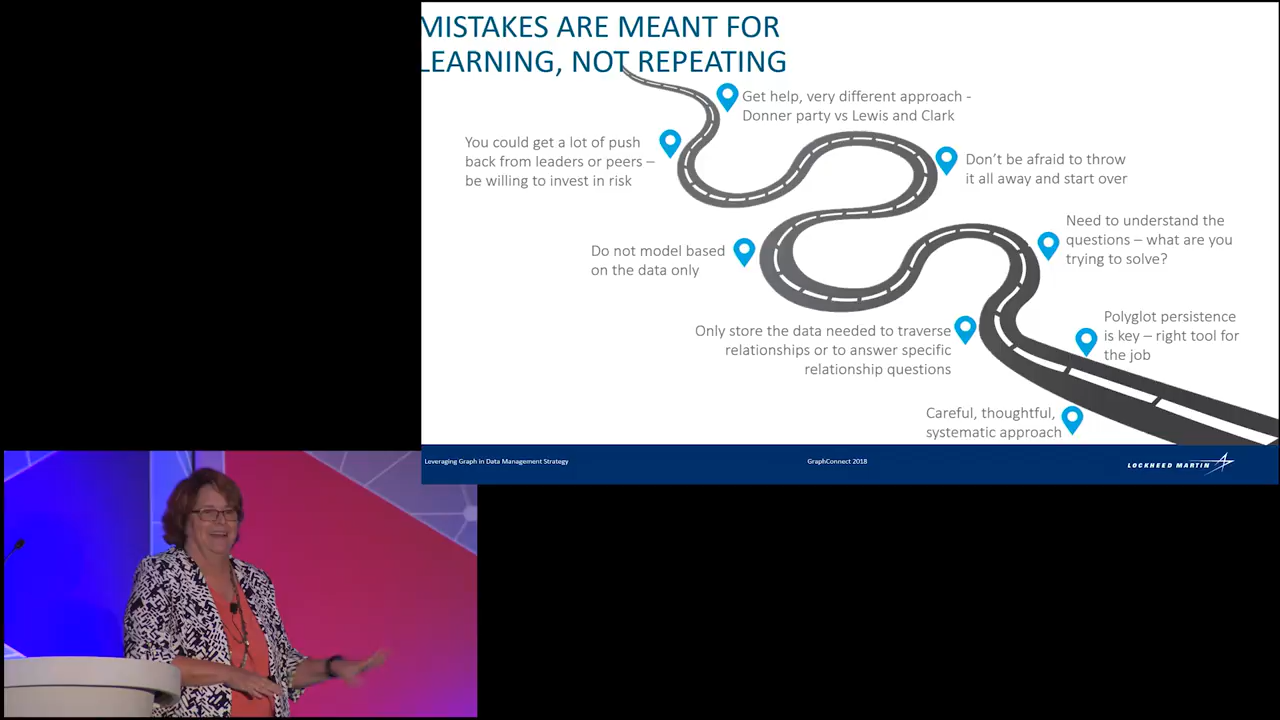 MISTAKES ARE MEANT FOR
LEARNING, NOT REPEATING
Get help, very different approach -
Donner party vs Lewis and Clark
You could get a lot of push
back from leaders or peers –
be willing to invest in risk
Don’t be afraid to throw
it all away and start over
Need to understand the
questions – what are you
trying to solve?
Do not model based
on the data only
Only store the data needed to traverse
relationships or to answer specific
relationship questions
Polyglot persistence
is key – right tool for
the job
Careful, thoughtful,
systematic approach
Leveraging Graph in Data Management Strategy
GraphConnect 2018
LOCKHEED MARTIN